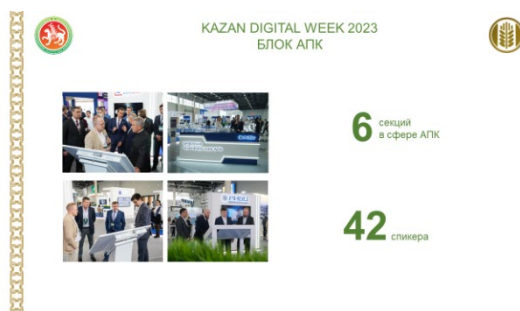 KAZAN DIGITAL WEEK 2023
БЛОК АПК
6 секций
в сфере АПК
42 спикера